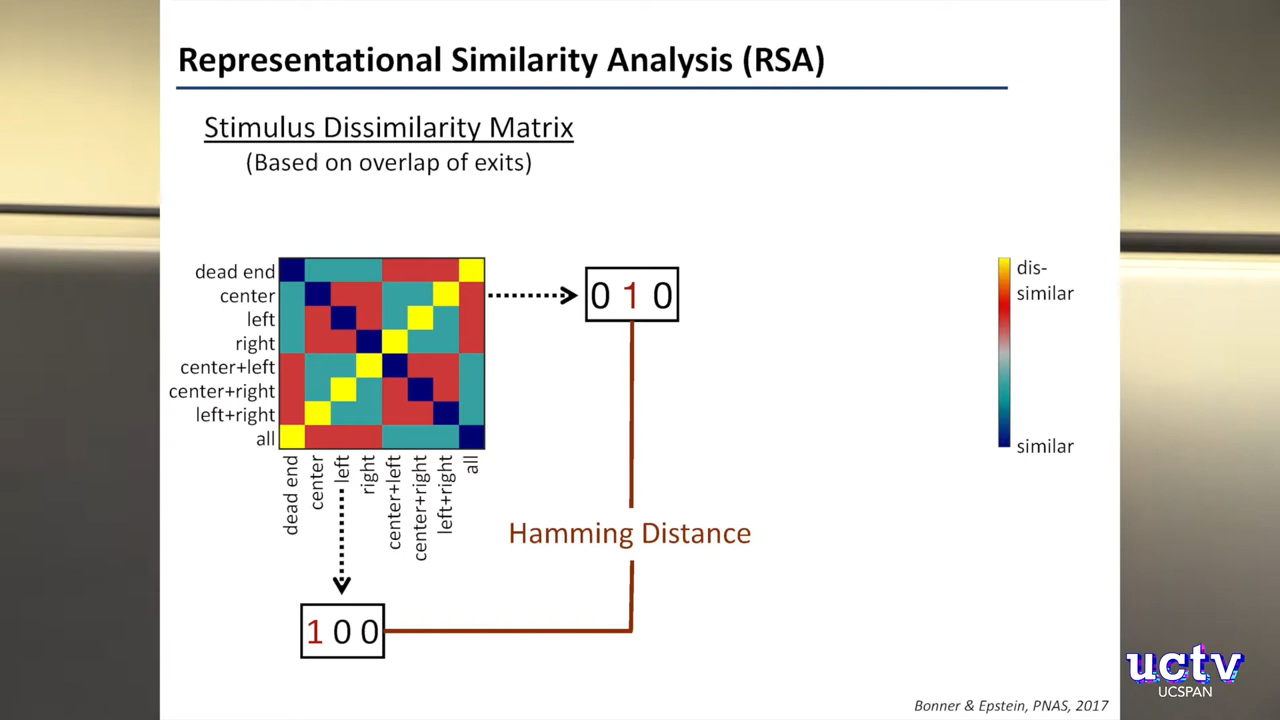 Representational Similarity Analysis (RSA)
Stimulus Dissimilarity Matrix
(Based on overlap of exits)
dead end
center
left
right
center+left
center+right
left+right
all
dead end
center
left
right
center+left
center+right
left+right
all
0 1 0
1 0 0
Hamming Distance
dis-
similar
similar
Bonner & Epstein, PNAS, 2017
uctv
UCSPAN